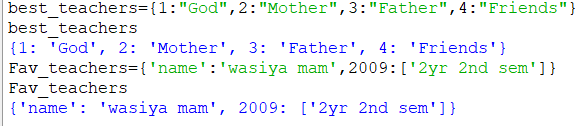 best_teachers={1:"God",2:"Mother",3:"Father",4:"Friends"}
best_teachers
{1: 'God', 2: 'Mother', 3: 'Father', 4: 'Friends'}
Fav_teachers={'name':'wasiya mam',2009:['2yr 2nd sem']}
Fav_teachers
{'name': 'wasiya mam', 2009: ['2yr 2nd sem']}